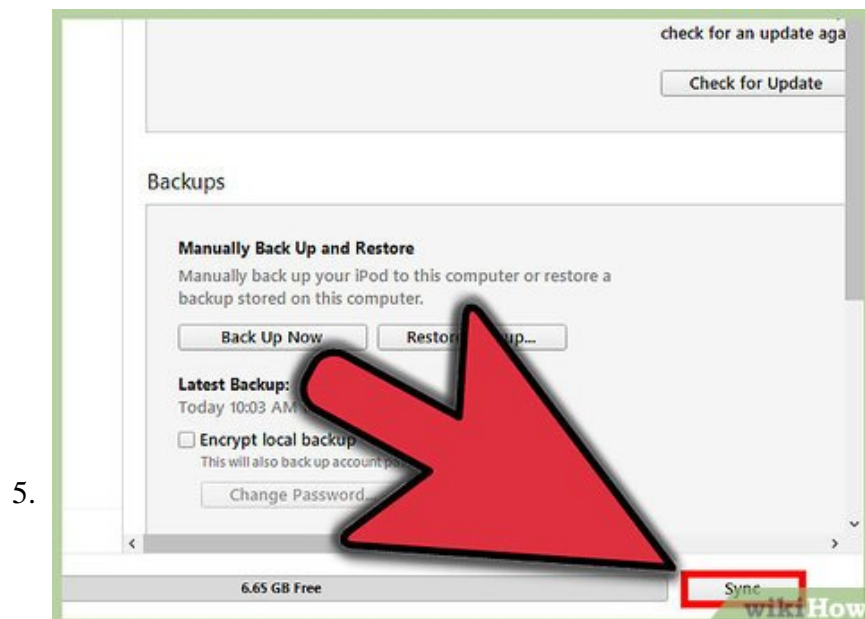 check for an update aga
Check for Update
Backups
Manually Back Up and Restore
Manually back up your iPod to this computer or restore a
backup stored on this computer.
Back Up Now
Latest Backup:
Today 10:03 AM
Encrypt local backup
This will also back up account
Change Password...
5.
6.65 GB Free
Sync
wikiHow